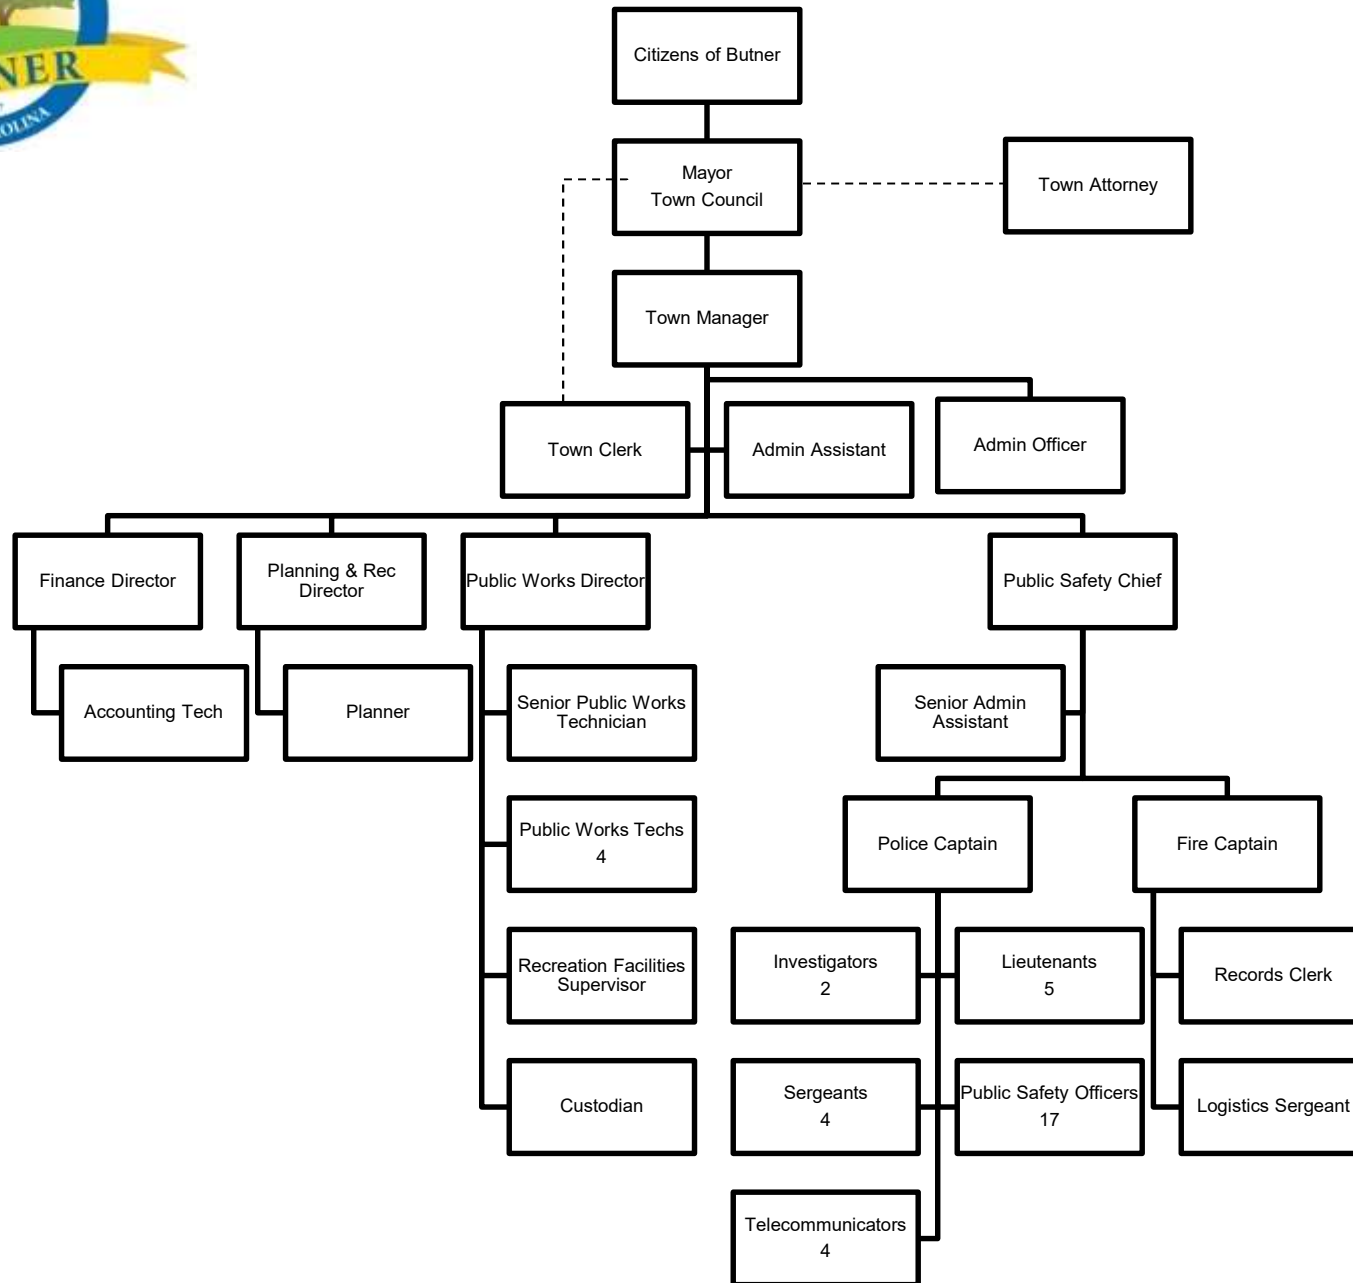 NER
OLINA
Citizens of Butner
Mayor
Town Council
Town Attorney
Town Manager
Town Clerk
Admin Assistant
Admin Officer
Finance Director
Planning & Rec
Director
Public Works Director
Public Safety Chief
Accounting Tech
Planner
Senior Public Works
Technician
Senior Admin
Assistant
Public Works Techs
4
Police Captain
Fire Captain
Recreation Facilities
Supervisor
Investigators
2
Lieutenants
5
Records Clerk
Custodian
Sergeants
4
Public Safety Officers
17
Logistics Sergeant
Telecommunicators
4